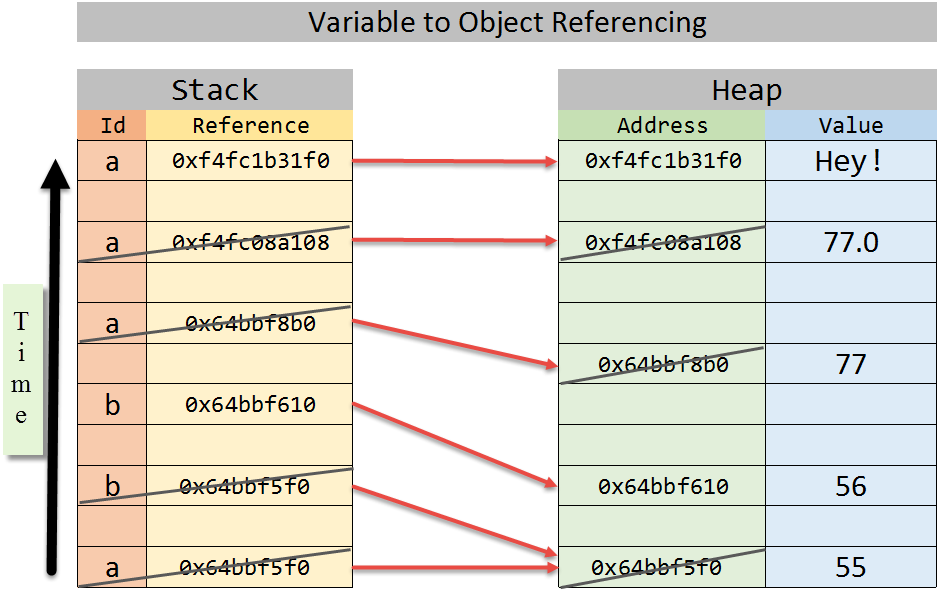 Variable to Object Referencing
Stack
Heap
Id Reference
Address Value
a 0xf4fc1b31f0
0xf4fc1b31f0 Hey!
a 0xf4fc08a108
0xf4fc08a108 77.0
a 0x64bbf8b0
0x64bbf8b0 77
b 0x64bbf610
b 0x64bbf5f0
0x64bbf610 56
a 0x64bbf5f0
0x64bbf5f0 55
T
i
m
e